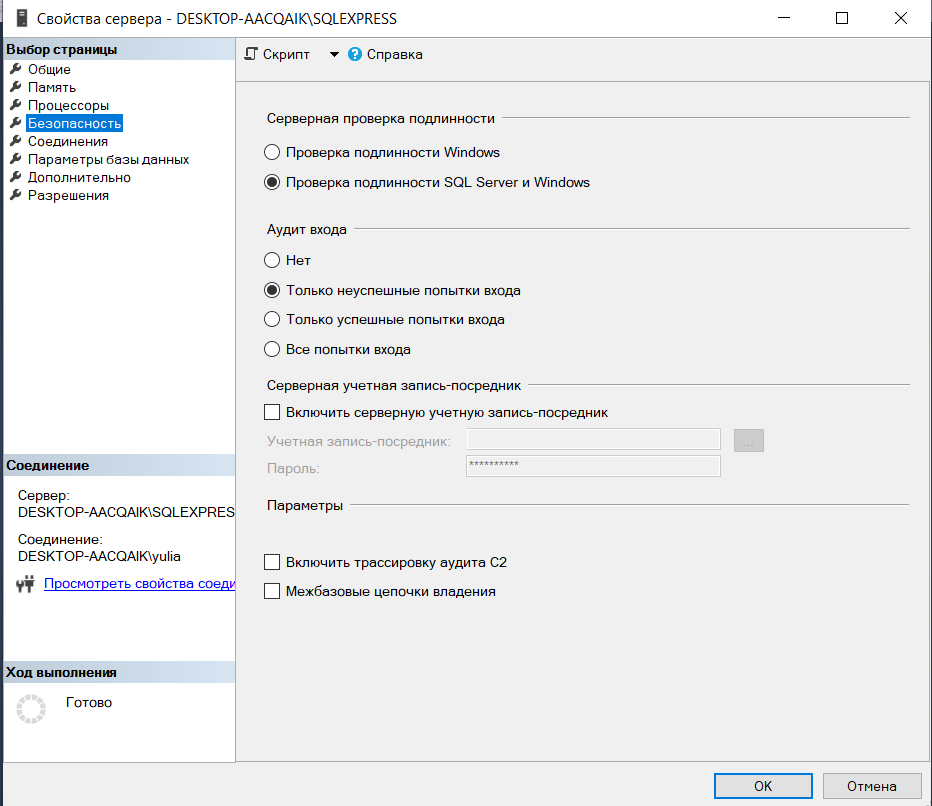 Свойства сервера - DESKTOP-AACQAIK\SQLEXPRESS
Выбор страницы
Общие
Память
Процессоры
Безопасность
Соединения
Параметры базы данных
Дополнительно
Разрешения
Соединение
Сервер:
DESKTOP-AACQAIK\SQLEXPRES
Соединение:
DESKTOP-AACQAIK\yulia
Просмотреть свойства соеди
Ход выполнения
Готово
Скрипт
Справка
Серверная проверка подлинности
Проверка подлинности Windows
Проверка подлинности SQL Server и Windows
Аудит входа
Нет
Только неуспешные попытки входа
Только успешные попытки входа
Все попытки входа
Серверная учетная запись-посредник
Включить серверную учетную запись-посредник
Учетная запись-посредник:
...
Пароль: **********
Параметры
Включить трассировку аудита C2
Межбазовые цепочки владения
OK
Отмена